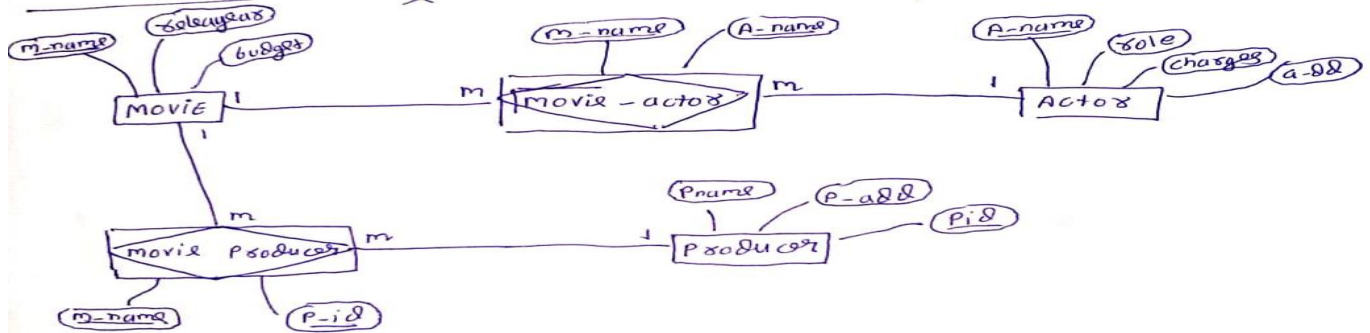 m-name
releayear
budget
MOVIE
1
1
m
m-name
A-name
movie - actor
m
1
A-name
role
charges
a-dd
Actor
m
movie Producer
m
m-name
P-id
1
Pname
P-add
Pid
Producer